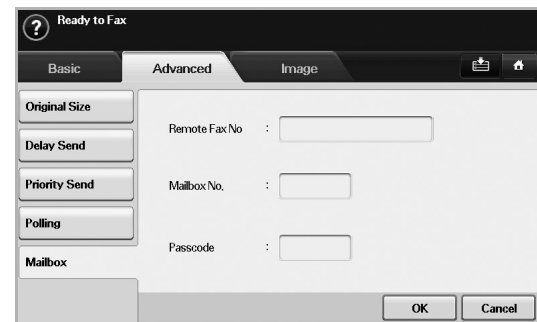 ?
Ready to Fax
Basic Advanced Image
Original Size
Delay Send
Priority Send
Polling
Mailbox
Remote Fax No :
Mailbox No. :
Passcode :
OK Cancel